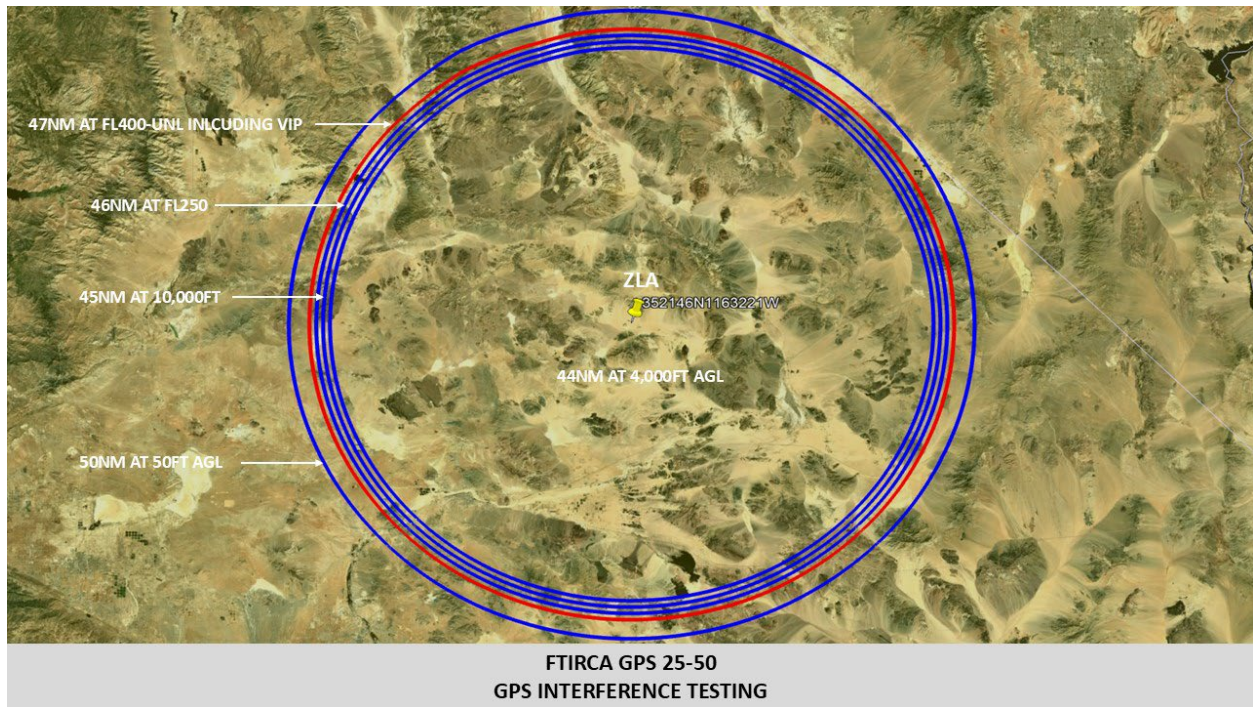 47NM AT FL400-UNL INLCUDING VIP
46NM AT FL250
ZLA
352146N1163221W
45NM AT 10,000FT
44NM AT 4,000FT AGL
50NM AT 50FT AGL
FTIRCA GPS 25-50
GPS INTERFERENCE TESTING